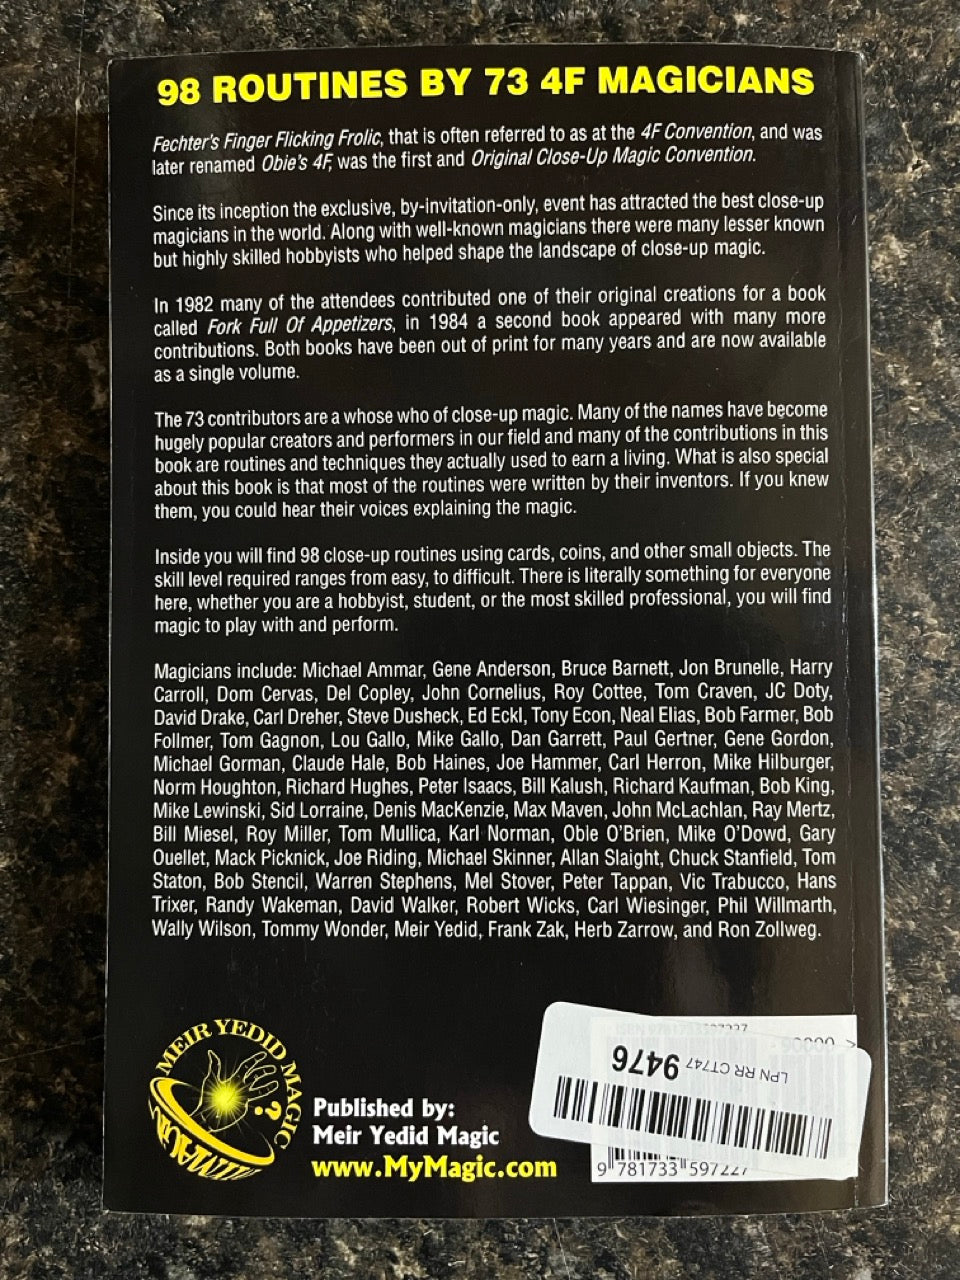 98 ROUTINES BY 73 4F MAGICIANS
Fechter's Finger Flicking Frolic, that is often referred to as at the 4F Convention, and was
later renamed Obie's 4F, was the first and Original Close-Up Magic Convention.
Since its inception the exclusive, by-invitation-only, event has attracted the best close-up
magicians in the world. Along with well-known magicians there were many lesser known
but highly skilled hobbyists who helped shape the landscape of close-up magic.
In 1982 many of the attendees contributed one of their original creations for a book
called Fork Full Of Appetizers, in 1984 a second book appeared with many more
contributions. Both books have been out of print for many years and are now available
as a single volume.
The 73 contributors are a whose who of close-up magic. Many of the names have become
hugely popular creators and performers in our field and many of the contributions in this
book are routines and techniques they actually used to earn a living. What is also special
about this book is that most of the routines were written by their inventors. If you knew
them, you could hear their voices explaining the magic.
Inside you will find 98 close-up routines using cards, coins, and other small objects. The
skill level required ranges from easy, to difficult. There is literally something for everyone
here, whether you are a hobbyist, student, or the most skilled professional, you will find
magic to play with and perform.
Magicians include: Michael Ammar, Gene Anderson, Bruce Barnett, Jon Brunelle, Harry
Carroll, Dom Cervas, Del Copley, John Cornelius, Roy Cottee, Tom Craven, JC Doty,
David Drake, Carl Dreher, Steve Dusheck, Ed Eckl, Tony Econ, Neal Elias, Bob Farmer, Bob
Follmer, Tom Gagnon, Lou Gallo, Mike Gallo, Dan Garrett, Paul Gertner, Gene Gordon,
Michael Gorman, Claude Hale, Bob Haines, Joe Hammer, Carl Herron, Mike Hilburger,
Norm Houghton, Richard Hughes, Peter Isaacs, Bill Kalush, Richard Kaufman, Bob King,
Mike Lewinski, Sid Lorraine, Denis MacKenzie, Max Maven, John McLachlan, Ray Mertz,
Bill Miesel, Roy Miller, Tom Mullica, Karl Norman, Obie O'Brien, Mike O'Dowd, Gary
Ouellet, Mack Picknick, Joe Riding, Michael Skinner, Allan Slaight, Chuck Stanfield, Tom
Staton, Bob Stencil, Warren Stephens, Mel Stover, Peter Tappan, Vic Trabucco, Hans
Trixer, Randy Wakeman, David Walker, Robert Wicks, Carl Wiesinger, Phil Willmarth,
Wally Wilson, Tommy Wonder, Meir Yedid, Frank Zak, Herb Zarrow, and Ron Zollweg.
MEIR YEDID MAGIC
Published by:
Meir Yedid Magic
www.MyMagic.com
LPN RR CT747 9476
9 781733 597227